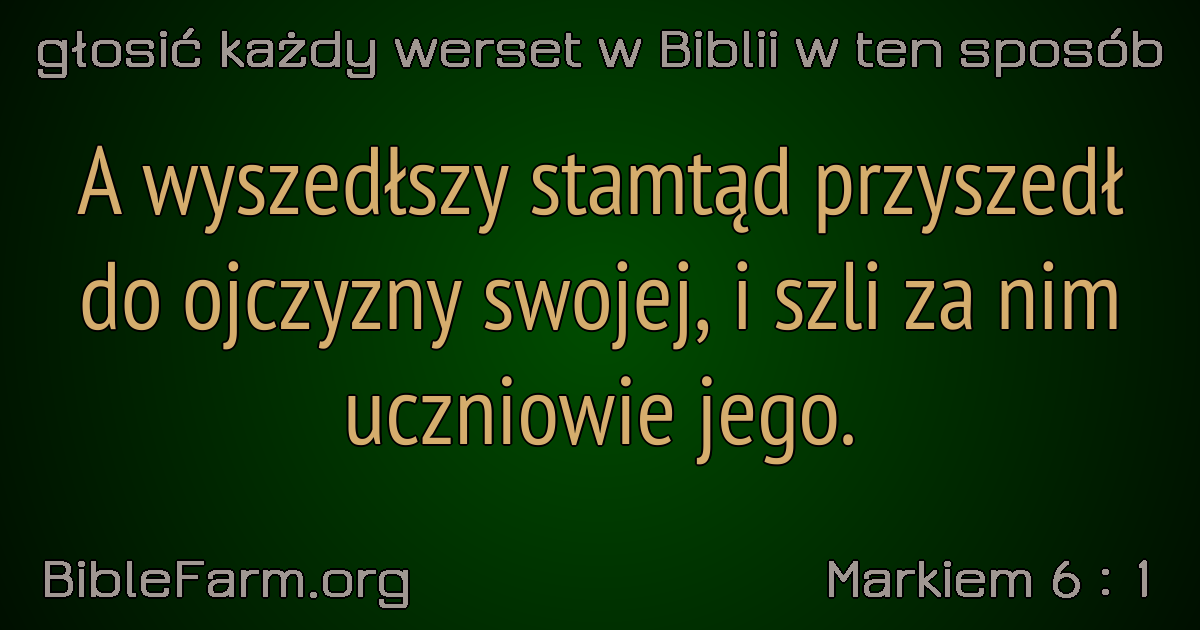 głosić każdy werset w Biblii w ten sposób
A wyszedłszy stamtąd przyszedł
do ojczyzny swojej, i szli za nim
uczniowie jego.
BibleFarm.org
Markiem 6 : 1